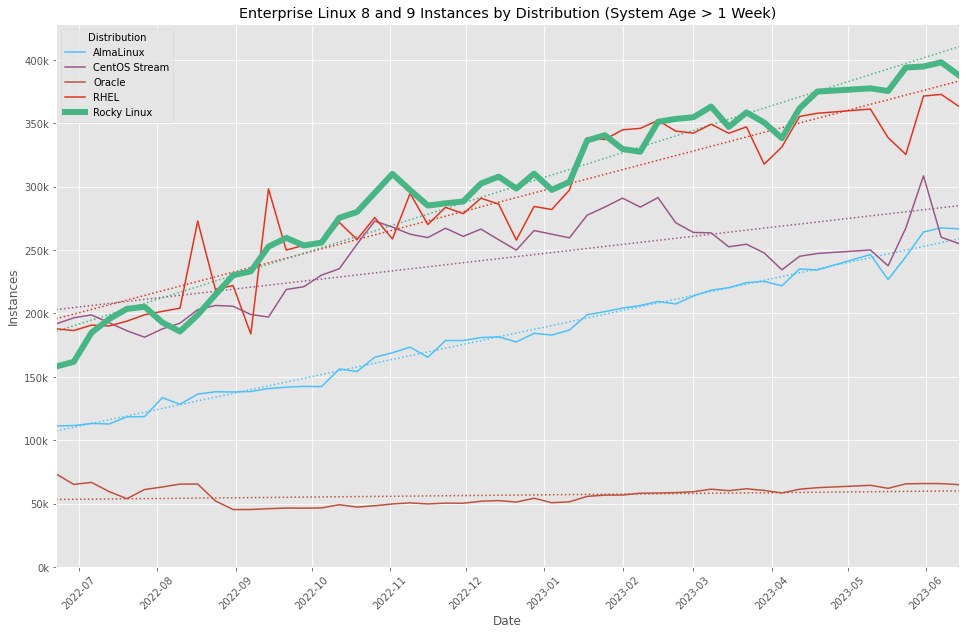 Enterprise Linux 8 and 9 Instances by Distribution (System Age > 1 Week)
Distribution
AlmaLinux
CentOS Stream
Oracle
RHEL
Rocky Linux
400k
350k
300k
250k
200k
150k
100k
50k
0k
Instances
2022-07
2022-08
2022-09
2022-10
2022-11
2022-12
2023-01
2023-02
2023-03
2023-04
2023-05
2023-06
Date